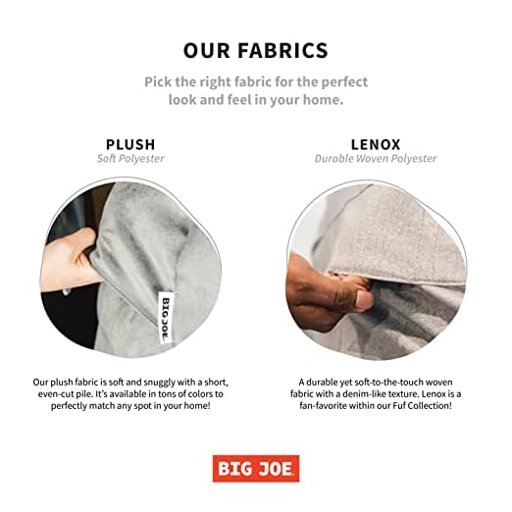 OUR FABRICS
Pick the right fabric for the perfect
look and feel in your home.
PLUSH
Soft Polyester
BIG JOE
Our plush fabric is soft and snuggly with a short,
even-cut pile. It's available in tons of colors to
perfectly match any spot in your home!
LENOX
Durable Woven Polyester
A durable yet soft-to-the-touch woven
fabric with a denim-like texture. Lenox is a
fan-favorite within our Fuf Collection!
BIG JOE